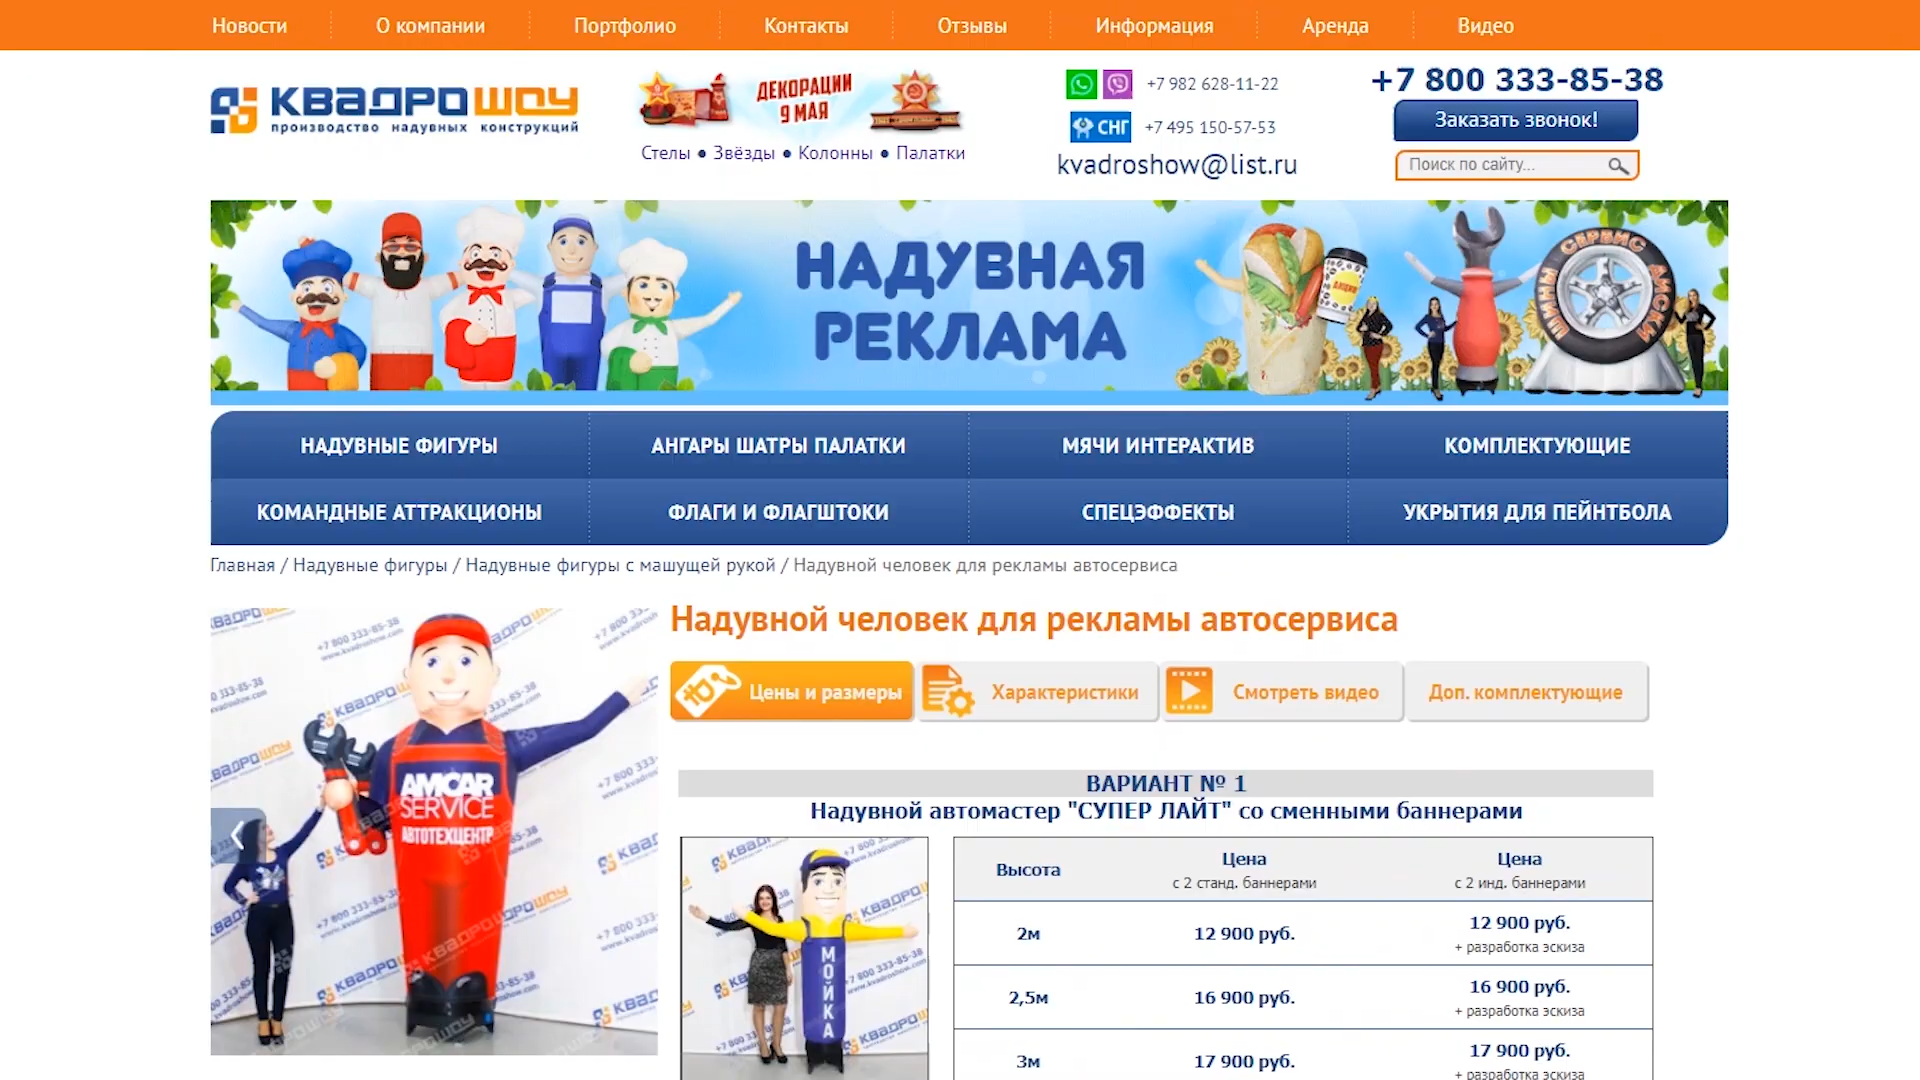 Новости
О компании
Портфолио
Контакты
Отзывы
Информация
Аренда
Видео
КВАДРОШОУ
производство надувных конструкций
ДЕКОРАЦИИ
9 МАЯ
Стелы ● Звёзды ● Колонны ● Палатки
+7 982 628-11-22
СНГ
+7 495 150-57-53
kvadroshow@list.ru
+7 800 333-85-38
Заказать звонок!
Поиск по сайту...
НАДУВНАЯ
РЕКЛАМА
АКЦИЯ
СЕРВИС
ШИНЫ
ДИСКИ
НАДУВНЫЕ ФИГУРЫ
АНГАРЫ ШАТРЫ ПАЛАТКИ
МЯЧИ ИНТЕРАКТИВ
КОМПЛЕКТУЮЩИЕ
КОМАНДНЫЕ АТТРАКЦИОНЫ
ФЛАГИ И ФЛАГШТОКИ
СПЕЦЭФФЕКТЫ
УКРЫТИЯ ДЛЯ ПЕЙНТБОЛА
Главная / Надувные фигуры / Надувные фигуры с машущей рукой / Надувной человек для рекламы автосервиса
AMCAR
SERVICE
АВТОТЕХЦЕНТР
Надувной человек для рекламы автосервиса
Цены и размеры
Характеристики
Смотреть видео
Доп. комплектующие
ВАРИАНТ № 1
Надувной автомастер "СУПЕР ЛАЙТ" со сменными баннерами
МОЙКА
Высота
Цена
с 2 станд. баннерами
Цена
с 2 инд. баннерами
2м
12 900 руб.
12 900 руб.
+ разработка эскиза
2,5м
16 900 руб.
16 900 руб.
+ разработка эскиза
3м
17 900 руб.
17 900 руб.
+ разработка эскиза